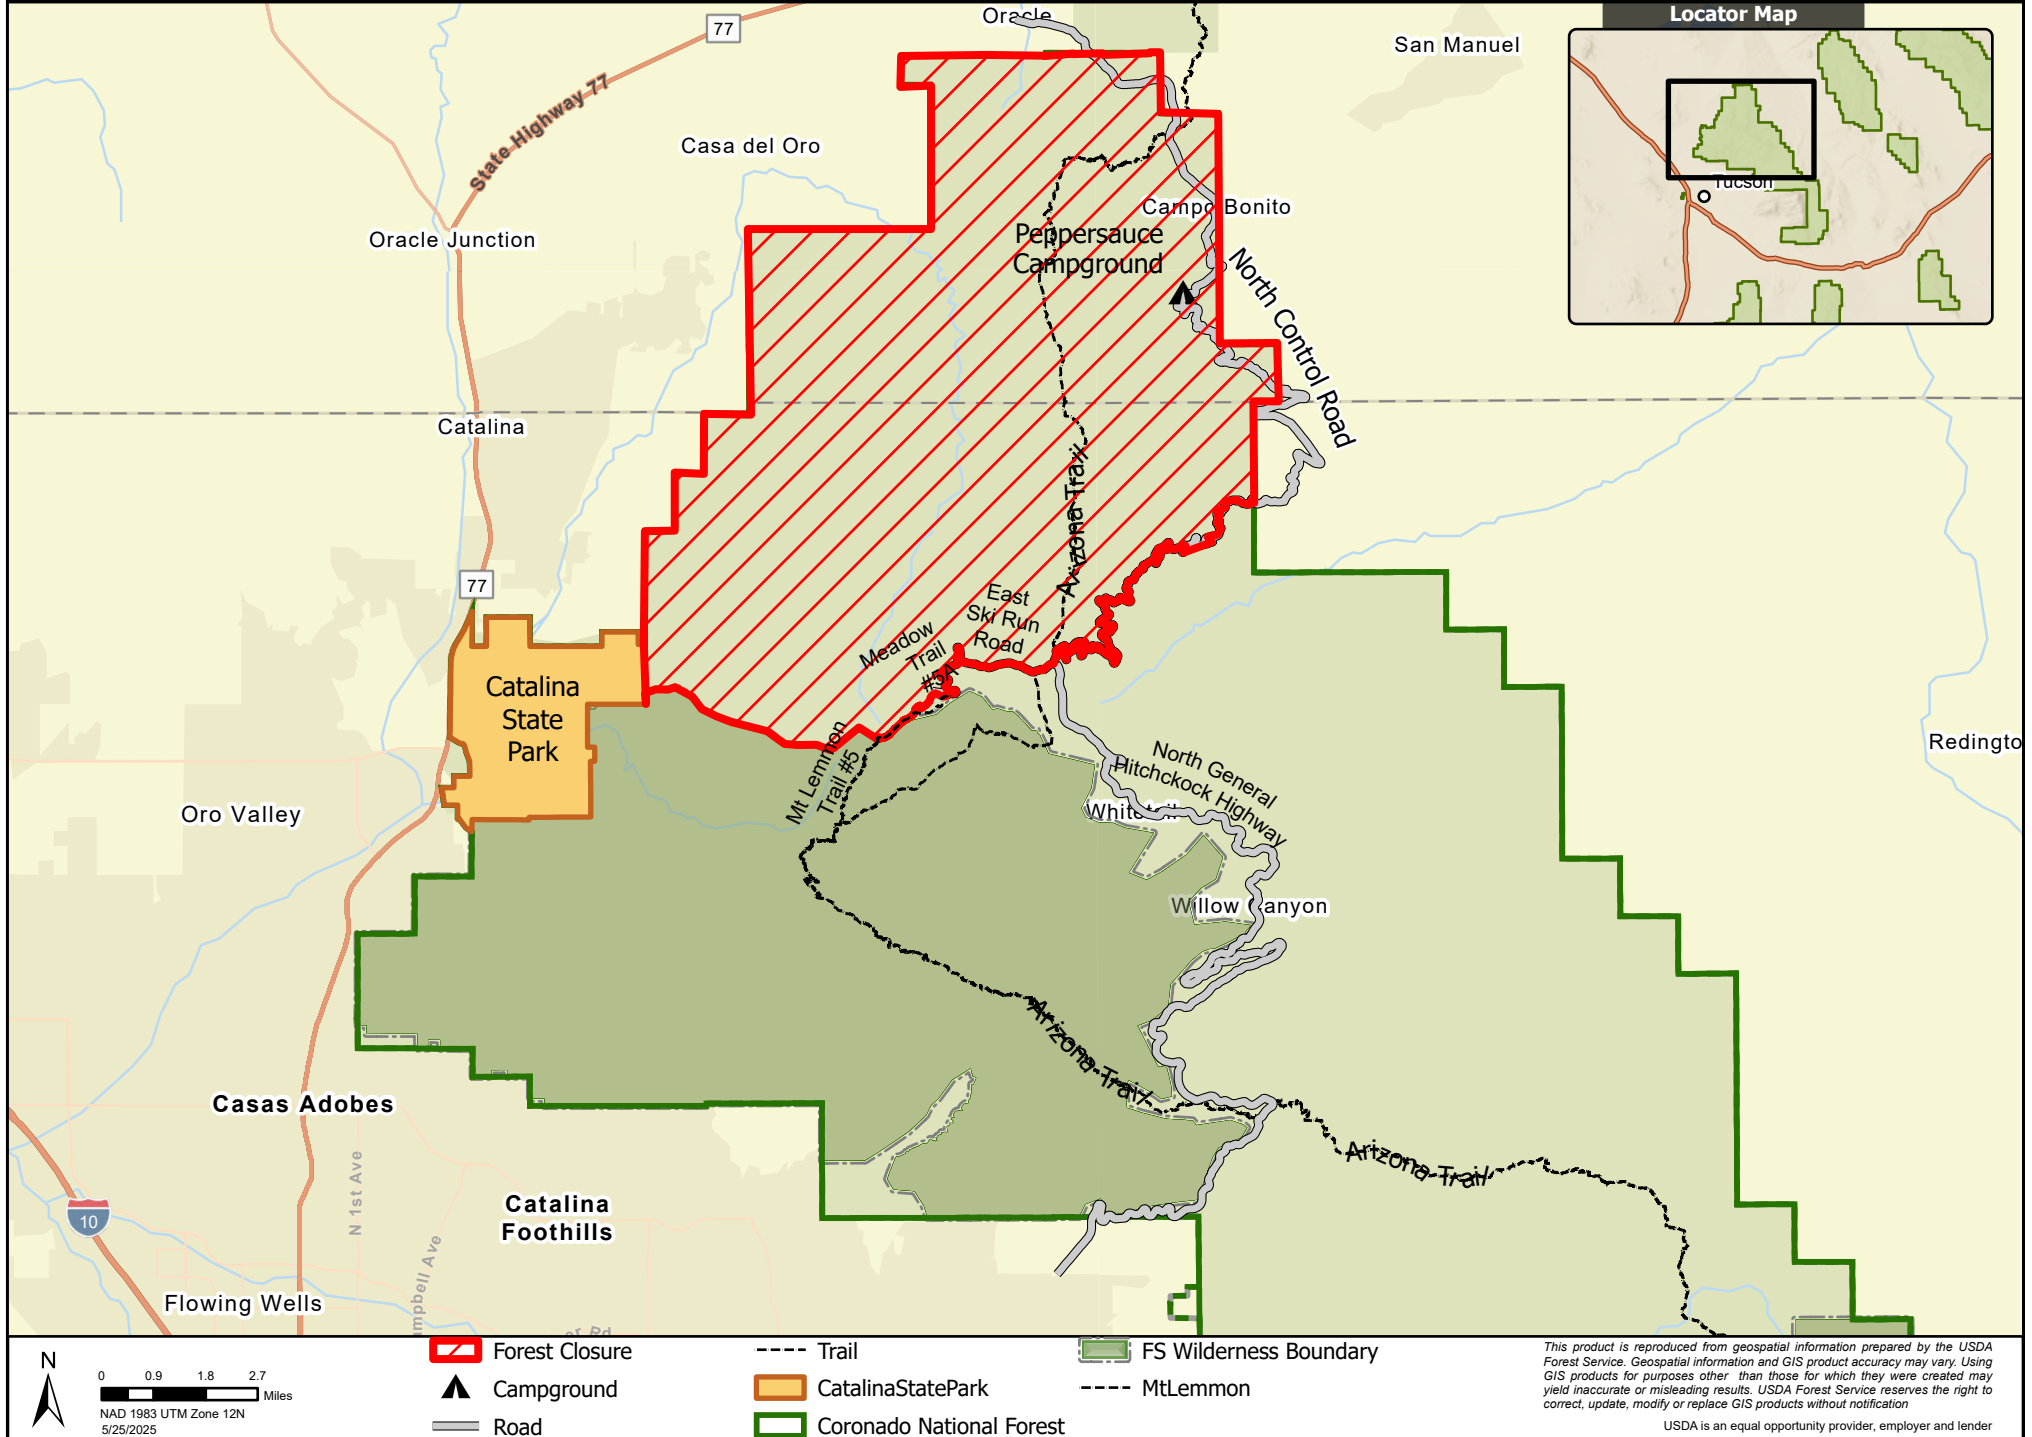 Locator Map
Oracle
77
San Manuel
State Highway 77
Casa del Oro
Tucson
Campo Bonito
Oracle Junction
Peppersauce
Campground
North Control Road
Catalina
Arizona Trail
77
East
Ski Run
Road
Meadow
Trail
#5A
Catalina
State
Park
Mt Lemmon
Trail #5
North General
Hitchckock Highway
Redingto
Oro Valley
Whitetail
Willow Canyon
Arizona Trail
Casas Adobes
Arizona Trail
N 1st Ave
Catalina
Foothills
10
ampbell Ave
Flowing Wells
er Rd
N
0 0.9 1.8 2.7
Miles
NAD 1983 UTM Zone 12N
5/25/2025
Forest Closure
Campground
Road
Trail
CatalinaStatePark
Coronado National Forest
FS Wilderness Boundary
MtLemmon
This product is reproduced from geospatial information prepared by the USDA
Forest Service. Geospatial information and GIS product accuracy may vary. Using
GIS products for purposes other than those for which they were created may
yield inaccurate or misleading results. USDA Forest Service reserves the right to
correct, update, modify or replace GIS products without notification
USDA is an equal opportunity provider, employer and lender